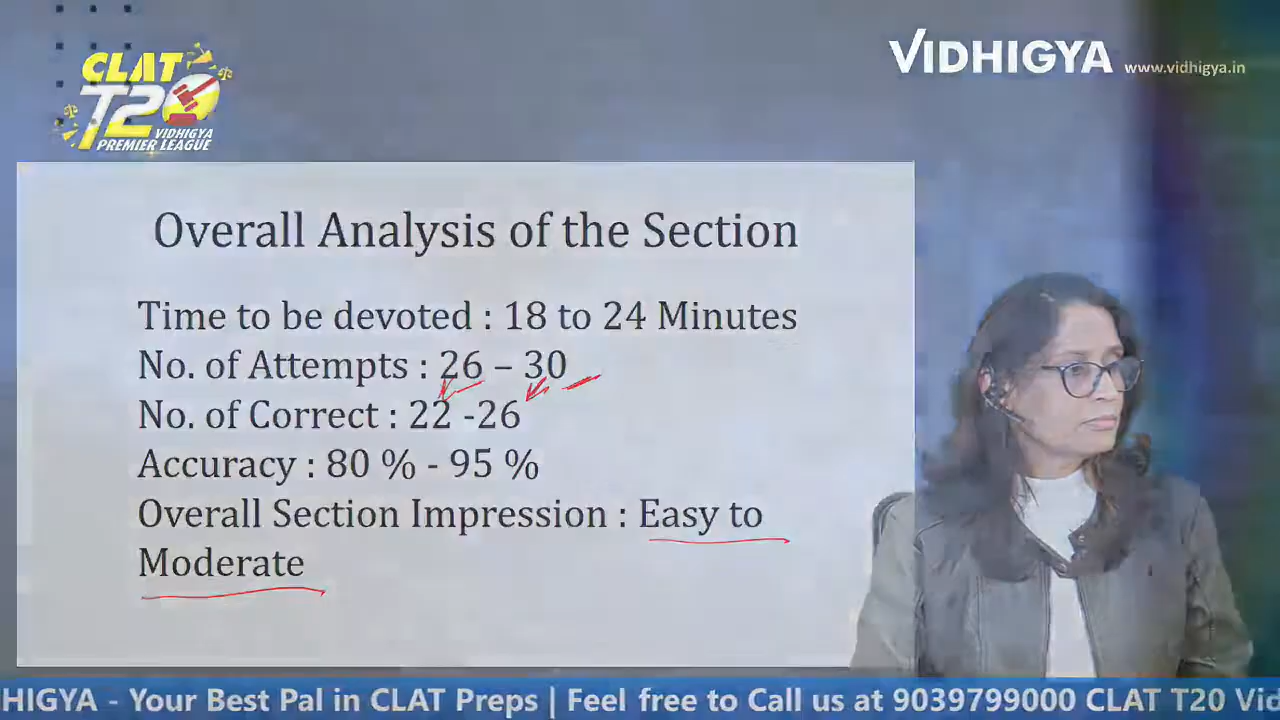 CLAT
T20
VIDHIGYA
PREMIER LEAGUE
VIDHIGYA www.vidhigya.in
Overall Analysis of the Section
Time to be devoted : 18 to 24 Minutes
No. of Attempts : 26 – 30
No. of Correct : 22 -26
Accuracy : 80 % - 95 %
Overall Section Impression : Easy to
Moderate
HIGYA - Your Best Pal in CLAT Preps | Feel free to Call us at 9039799000 CLAT T20 Vid